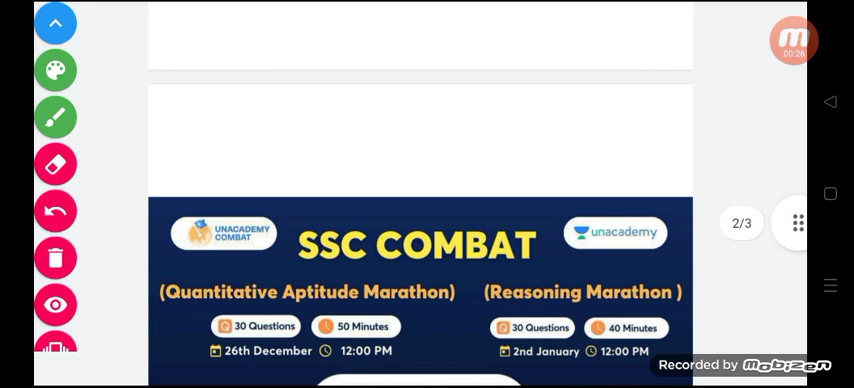 00:26
2/3
UNACADEMY
COMBAT
SSC COMBAT
unacademy
(Quantitative Aptitude Marathon)
(Reasoning Marathon )
30 Questions
50 Minutes
30 Questions
40 Minutes
26th December
12:00 PM
2nd January
12:00 PM
Recorded by mobizen